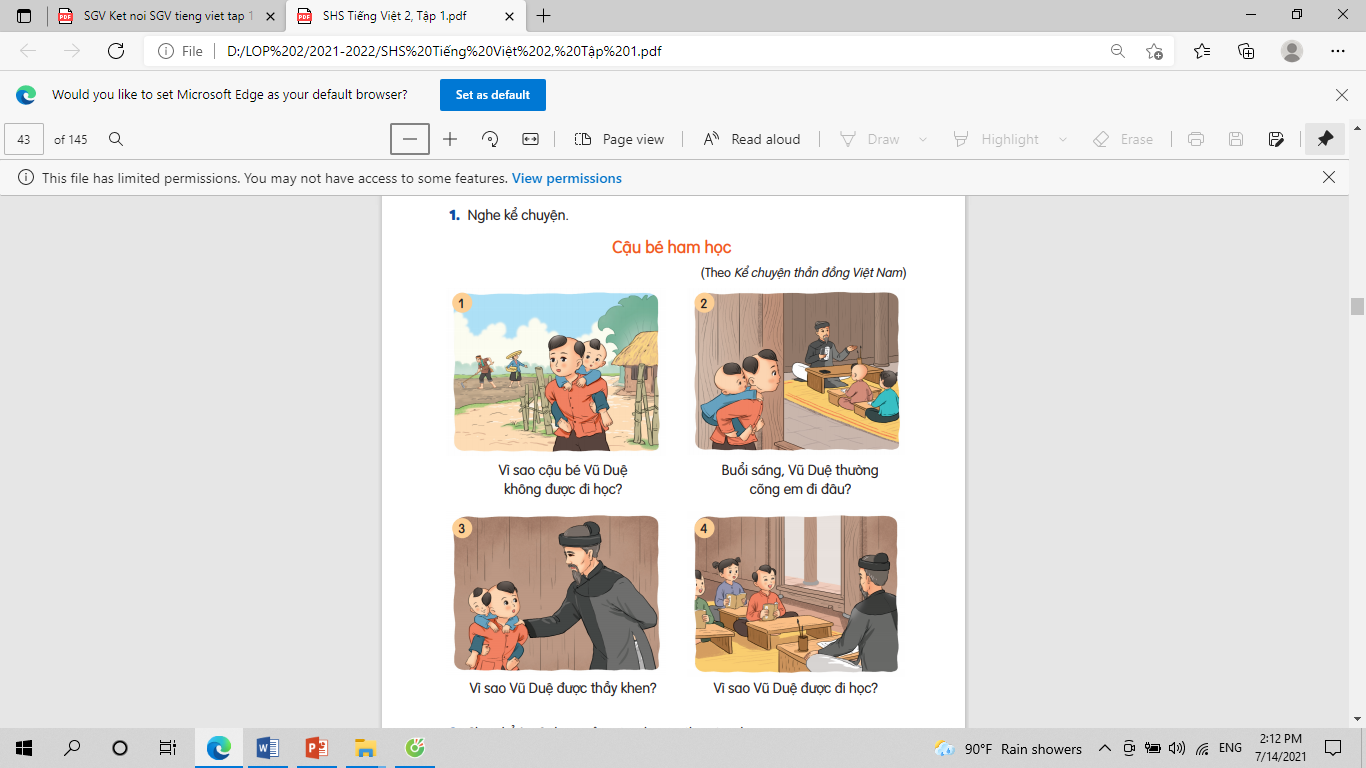 SGV Ket noi SGV tieng viet tap 1
SHS Tiếng Việt 2, Tập 1.pdf
File
D:/LOP%202/2021-2022/SHS%20Tiếng%20Việt%202,%20Tập%201.pdf
Would you like to set Microsoft Edge as your default browser?
Set as default
43 of 145
Page view
Read aloud
Draw
Highlight
Erase
This file has limited permissions. You may not have access to some features. View permissions
1. Nghe kể chuyện.
Cậu bé ham học
(Theo Kể chuyện thần đồng Việt Nam)
1
2
Vì sao cậu bé Vũ Duệ
không được đi học?
Buổi sáng, Vũ Duệ thường
cõng em đi đâu?
3
4
Vì sao Vũ Duệ được thầy khen?
Vì sao Vũ Duệ được đi học?
90°F Rain showers
ENG
2:12 PM
7/14/2021